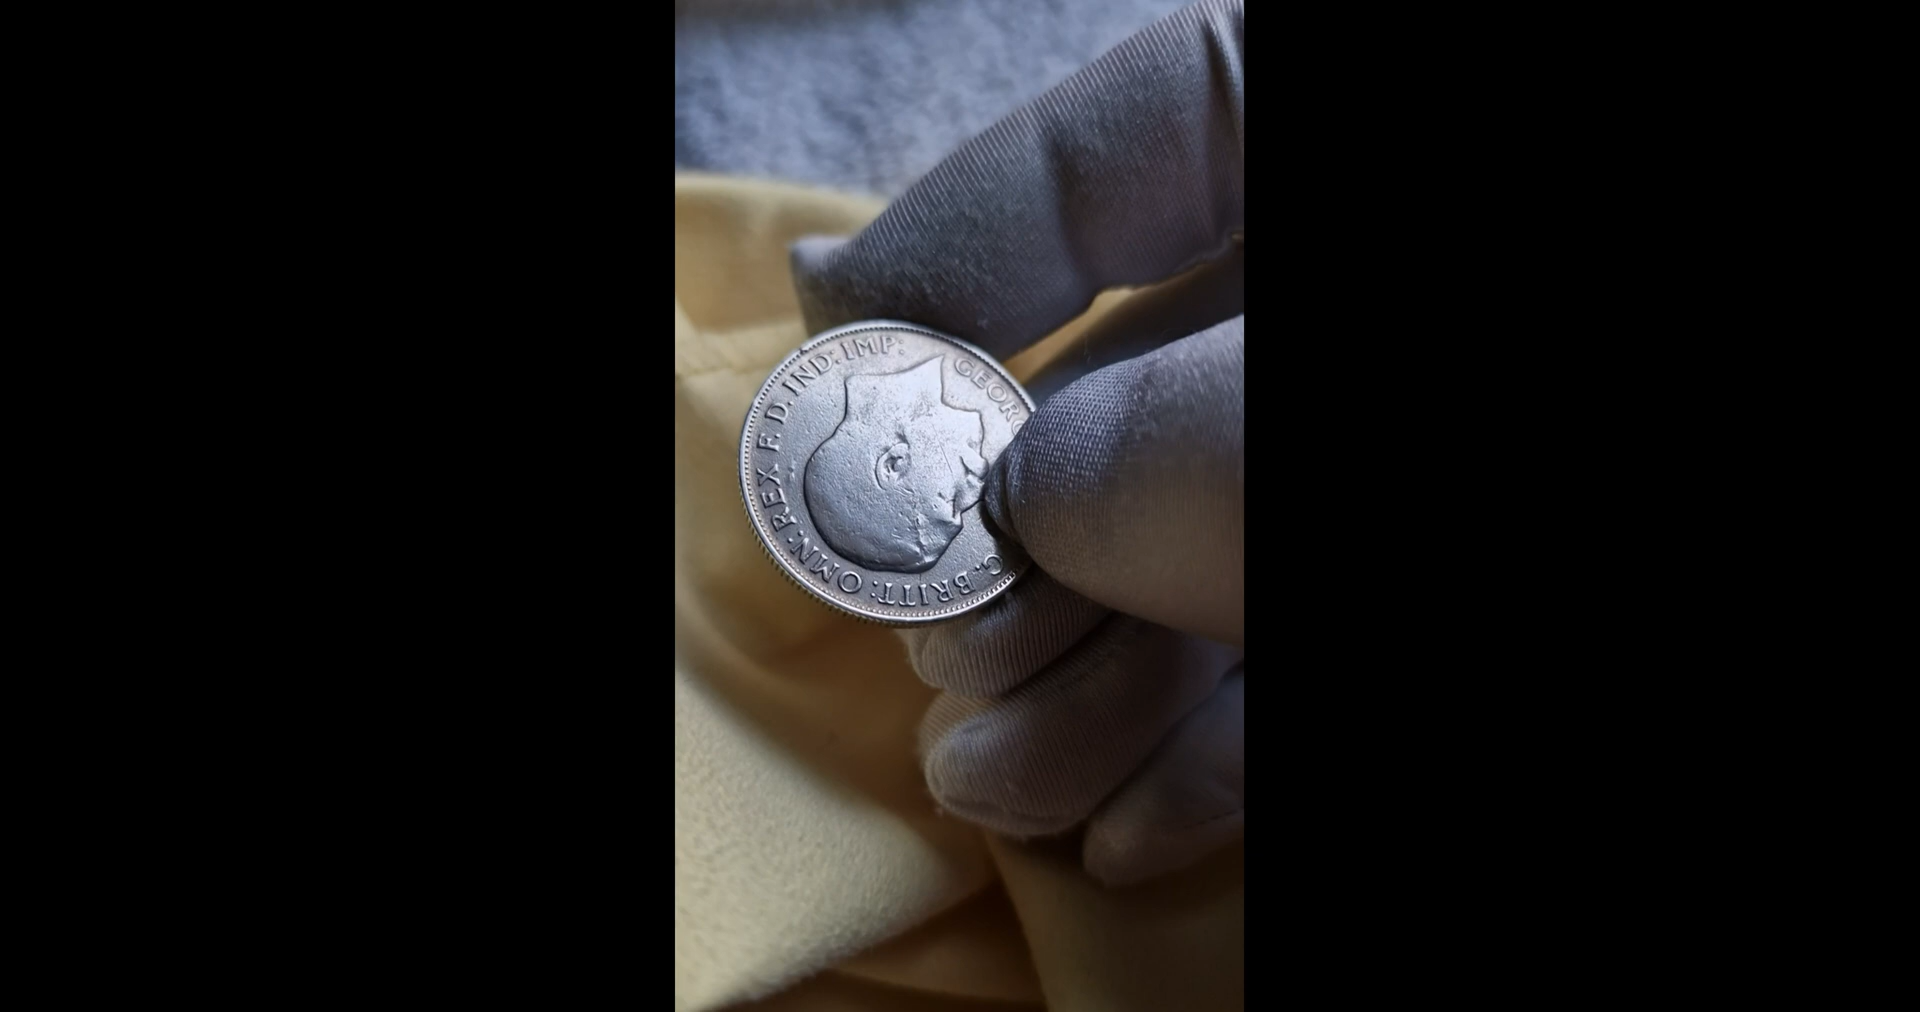 GEORG
G. BRITT: OMN: REX F. D. IND: IMP: